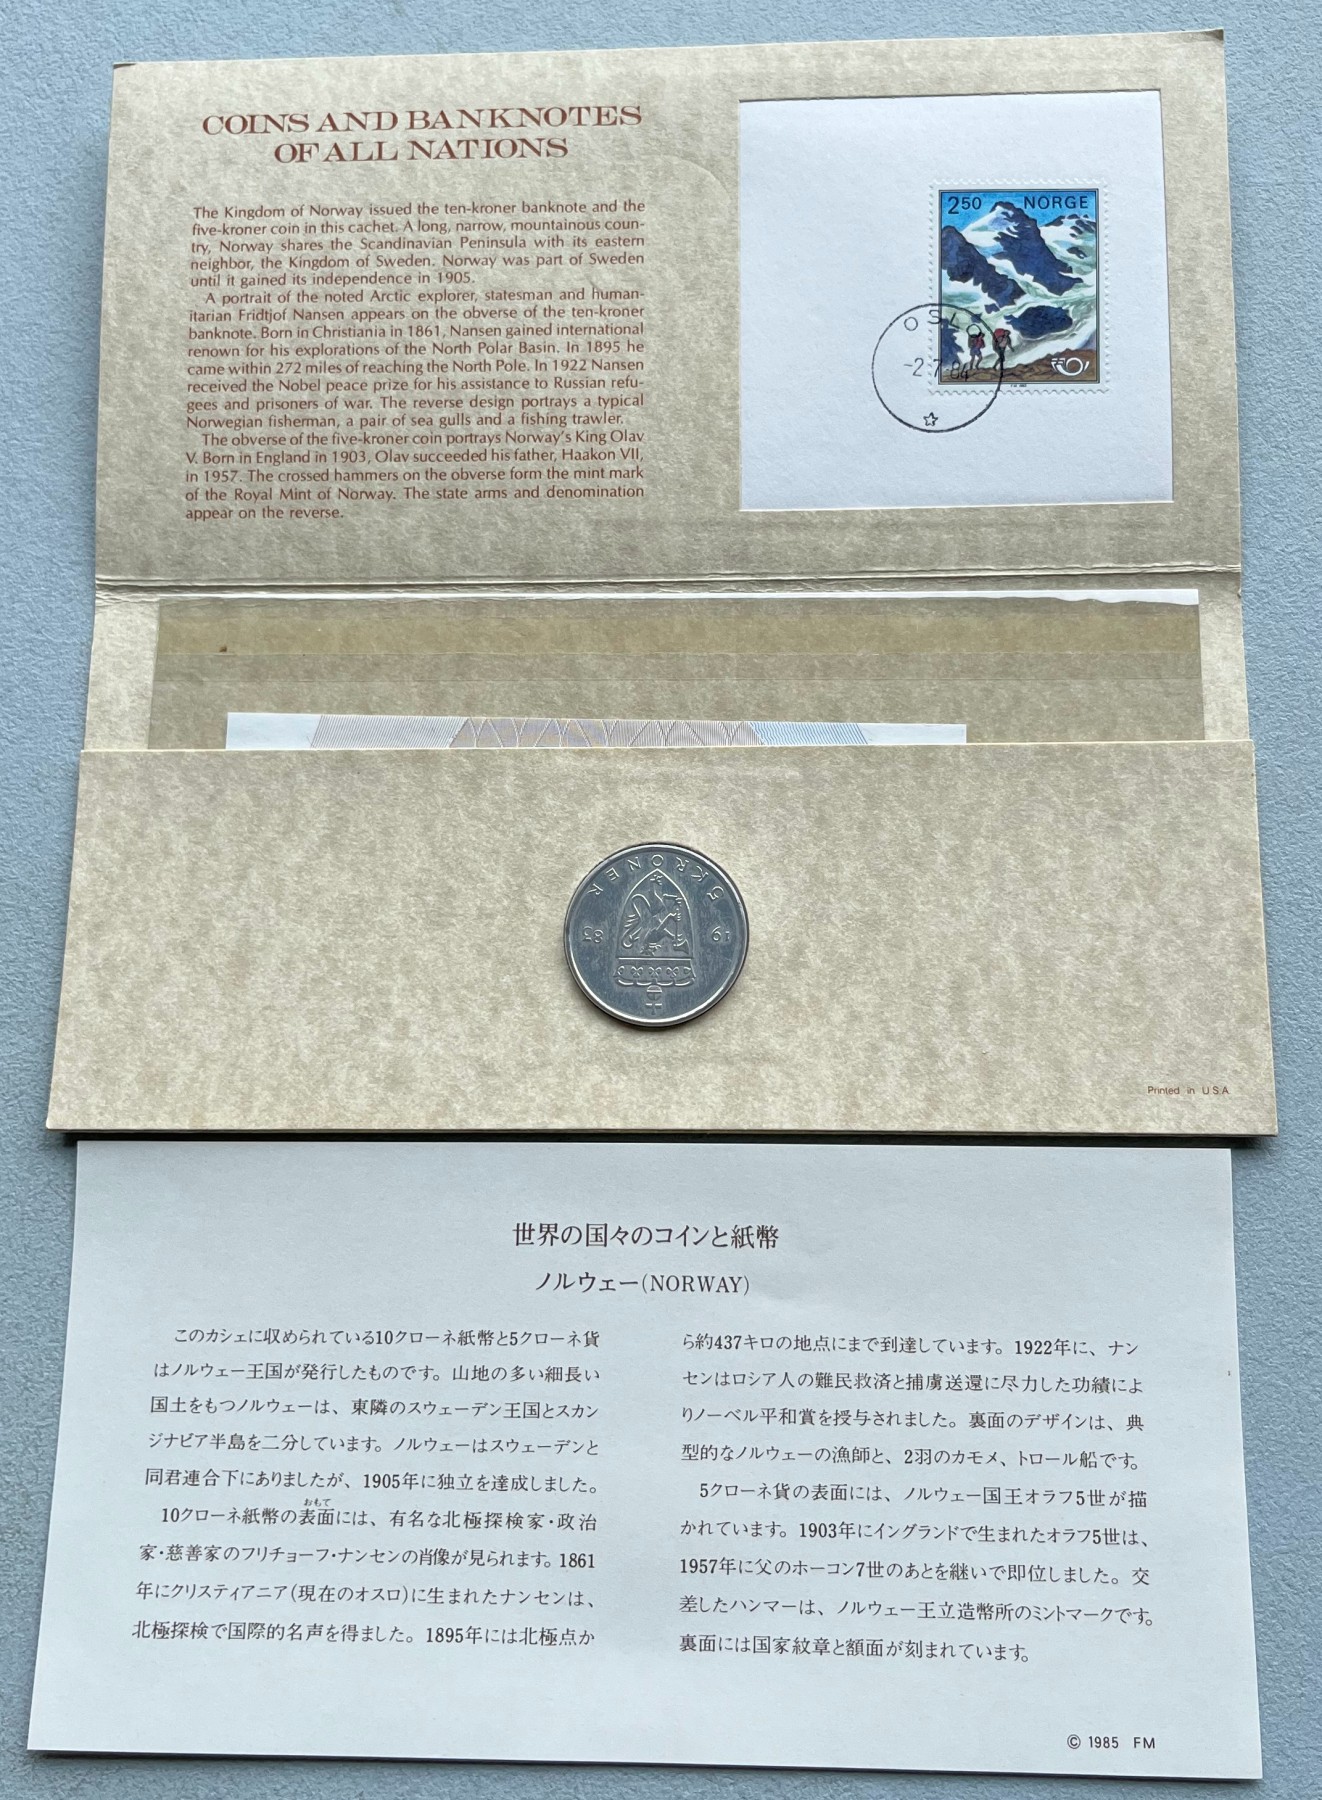 COINS AND BANKNOTES
OF ALL NATIONS
The Kingdom of Norway issued the ten-kroner banknote and the
five-kroner coin in this cachet. A long, narrow, mountainous coun-
try, Norway shares the Scandinavian Peninsula with its eastern
neighbor, the Kingdom of Sweden. Norway was part of Sweden
until it gained its independence in 1905.
A portrait of the noted Arctic explorer, statesman and human-
itarian Fridtjof Nansen appears on the obverse of the ten-kroner
banknote. Born in Christiania in 1861, Nansen gained international
renown for his explorations of the North Polar Basin. In 1895 he
came within 272 miles of reaching the North Pole. In 1922 Nansen
received the Nobel peace prize for his assistance to Russian refu-
gees and prisoners of war. The reverse design portrays a typical
Norwegian fisherman, a pair of sea gulls and a fishing trawler.
The obverse of the five-kroner coin portrays Norway's King Olav
V. Born in England in 1903, Olav succeeded his father, Haakon VII,
in 1957. The crossed hammers on the obverse form the mint mark
of the Royal Mint of Norway. The state arms and denomination
appear on the reverse.
250 NORGE
OSLO
-2.7.84
5 KRONER
19 85
Printed in U.S.A.
世界の国々のコインと紙幣
ノルウェー(NORWAY)
このカシェに収められている10クローネ紙幣と5クローネ貨
はノルウェー王国が発行したものです。山地の多い細長い
国土をもつノルウェーは、東隣のスウェーデン王国とスカン
ジナビア半島を二分しています。ノルウェーはスウェーデンと
同君連合下にありましたが、1905年に独立を達成しました。
おもて
10クローネ紙幣の表面には、有名な北極探検家・政治
家・慈善家のフリチョーフ・ナンセンの肖像が見られます。1861
年にクリスティアニア(現在のオスロ)に生まれたナンセンは、
北極探検で国際的名声を得ました。1895年には北極点か
ら約437キロの地点にまで到達しています。1922年に、ナン
センはロシア人の難民救済と捕虜送還に尽力した功績によ
りノーベル平和賞を授与されました。裏面のデザインは、典
型的なノルウェーの漁師と、2羽のカモメ、トロール船です。
5クローネ貨の表面には、ノルウェー国王オラフ5世が描
かれています。1903年にイングランドで生まれたオラフ5世は、
1957年に父のホーコン7世のあとを継いで即位しました。交
差したハンマーは、ノルウェー王立造幣所のミントマークです。
裏面には国家紋章と額面が刻まれています。
© 1985 FM